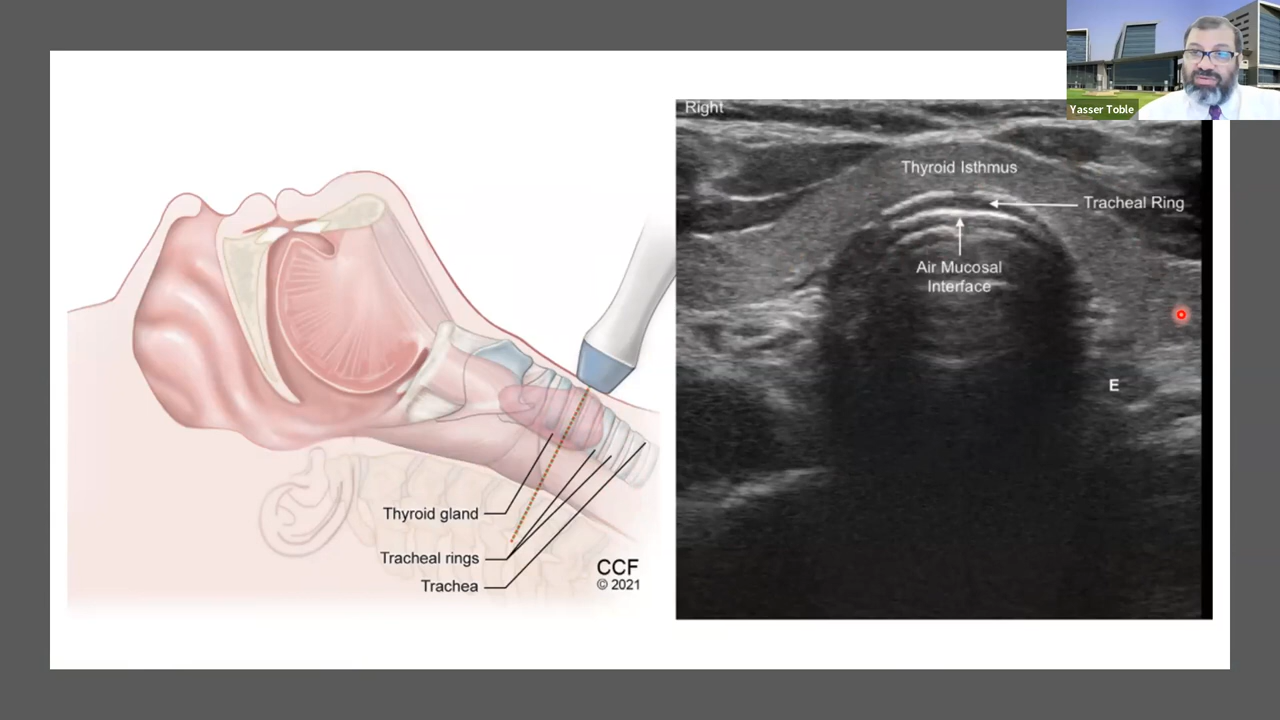 Yasser Toble
Right
Thyroid Isthmus
Tracheal Ring
Air Mucosal
Interface
E
Thyroid gland
Tracheal rings
Trachea
CCF
© 2021